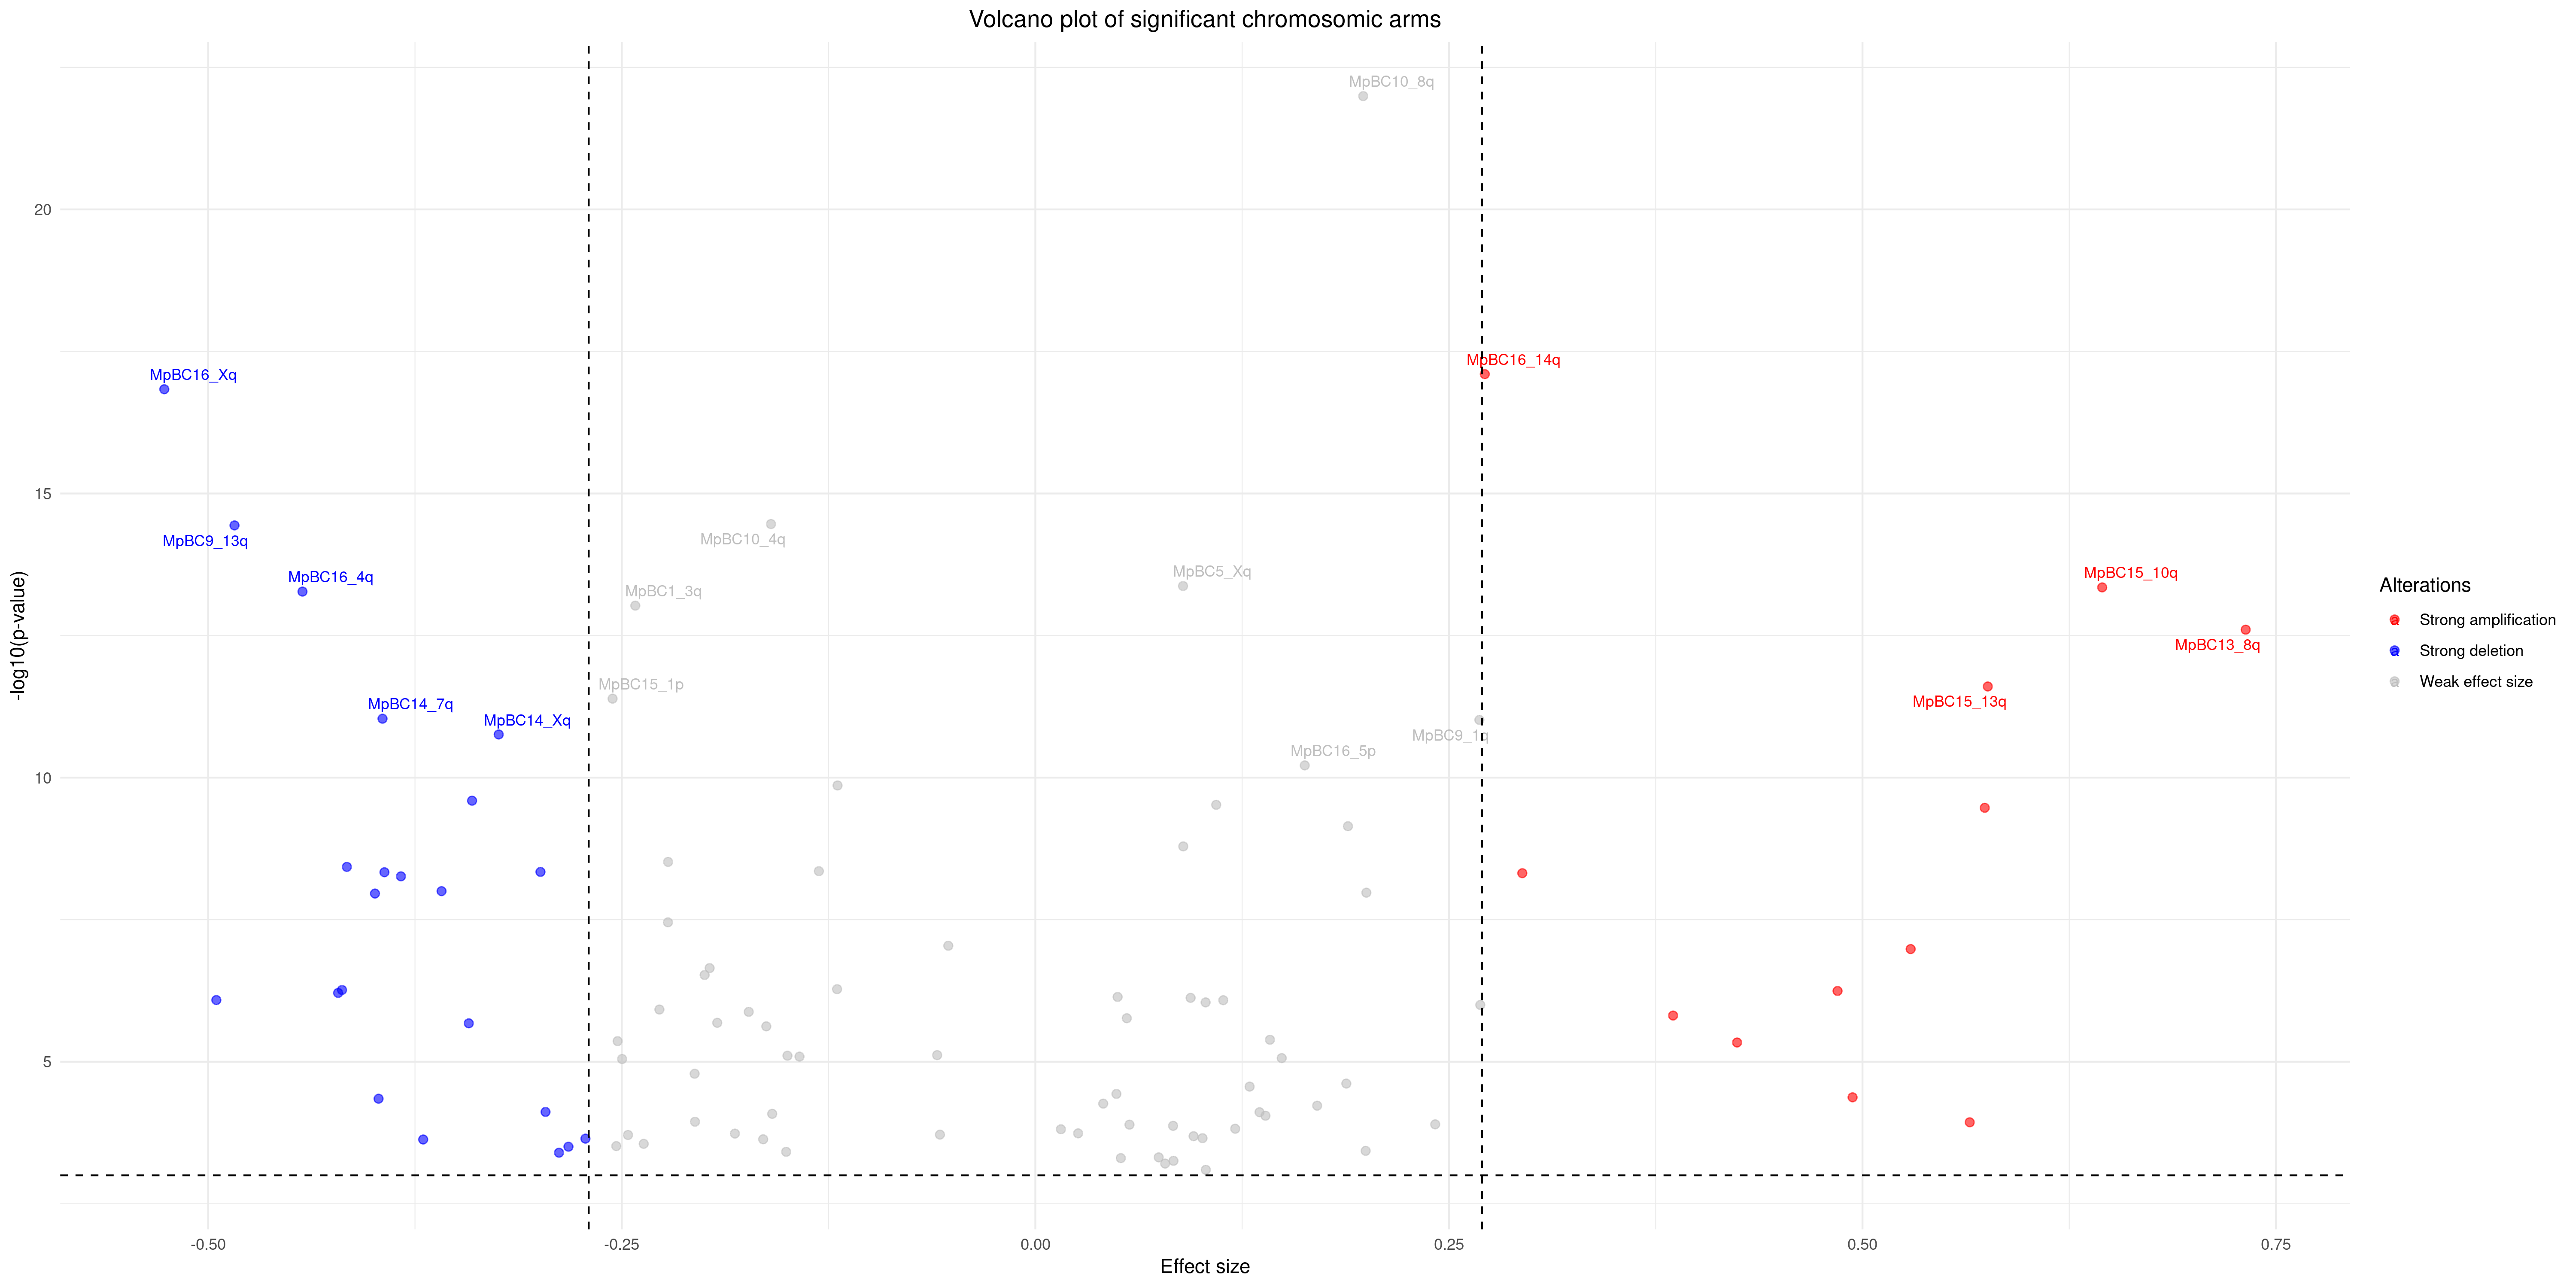 Volcano plot of significant chromosomic arms
MpBC10_8q
20
MpBC16_14q
MpBC16_Xq
15
MpBC10_4q
MpBC9_13q
MpBC5_Xq
MpBC15_10q
MpBC16_4q
MpBC1_3q
MpBC13_8q
MpBC15_1p
MpBC15_13q
MpBC14_7q
MpBC14_Xq
MpBC9_1q
MpBC16_5p
10
5
-log10(p-value)
-0.50
-0.25
0.00
0.25
0.50
0.75
Effect size
Alterations
a Strong amplification
a Strong deletion
a Weak effect size